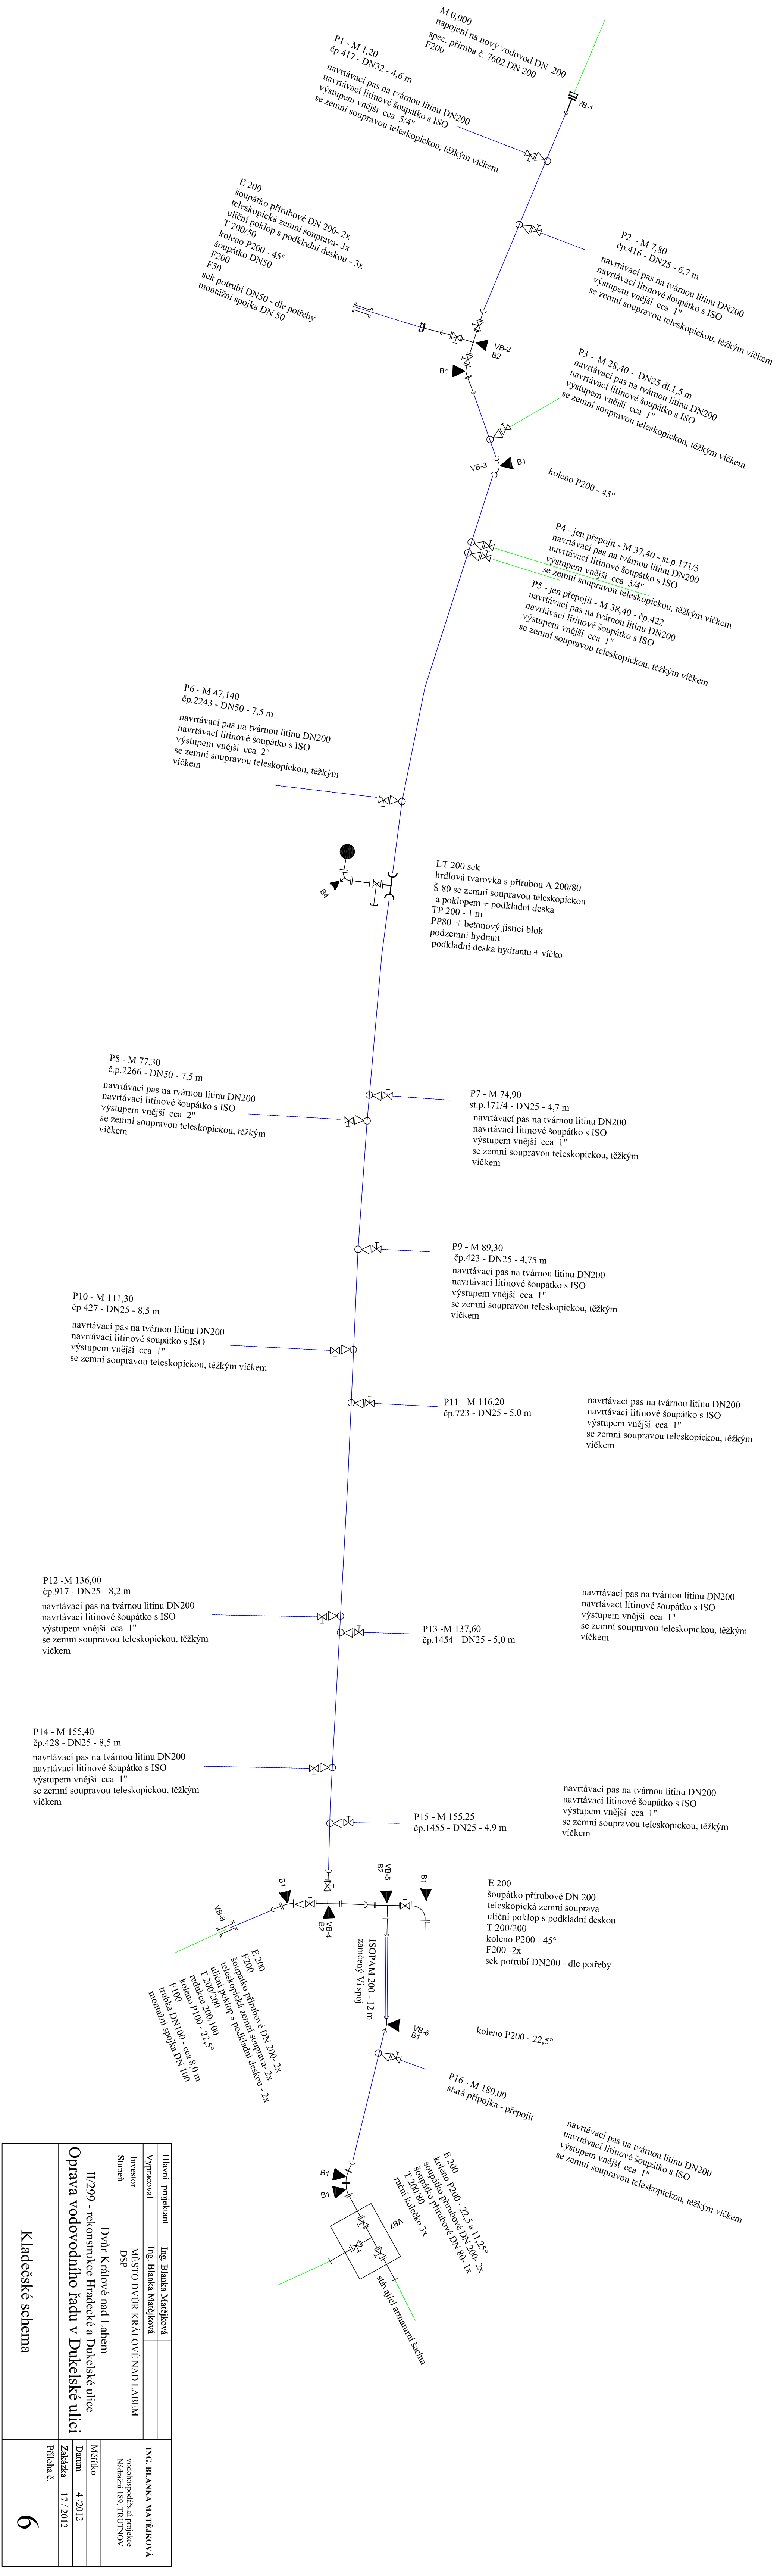 M 0,000
napojení na nový vodovod DN 200
spec. příruba č. 7602 DN 200
F200
VB-1
P1 - M 1,20
čp.417 - DN32 - 4,6 m
navrtávací pas na tvárnou litinu DN200
navrtávací litinové šoupátko s ISO
výstupem vnější cca 5/4"
se zemní soupravou teleskopickou, těžkým víčkem
P2 - M 7,80
čp.416 - DN25 - 6,7 m
navrtávací pas na tvárnou litinu DN200
navrtávací litinové šoupátko s ISO
výstupem vnější cca 1"
se zemní soupravou teleskopickou, těžkým víčkem
E 200
šoupátko přírubové DN 200- 2x
teleskopická zemní souprava- 3x
uliční poklop s podkladní deskou - 3x
T 200/50
koleno P200 - 45°
šoupátko DN50
F200
F50
sek potrubí DN50 - dle potřeby
montážní spojka DN 50
VB-2
B2
B1
P3 - M 28,40 - DN25 dl.1,5 m
navrtávací pas na tvárnou litinu DN200
navrtávací litinové šoupátko s ISO
výstupem vnější cca 1"
se zemní soupravou teleskopickou, těžkým víčkem
VB-3
B1
koleno P200 - 45°
P4 - jen přepojit - M 37,40 - st.p.171/5
navrtávací pas na tvárnou litinu DN200
navrtávací litinové šoupátko s ISO
výstupem vnější cca 5/4"
se zemní soupravou teleskopickou, těžkým víčkem
P5 - jen přepojit - M 38,40 - čp.422
navrtávací pas na tvárnou litinu DN200
navrtávací litinové šoupátko s ISO
výstupem vnější cca 1"
se zemní soupravou teleskopickou, těžkým víčkem
P6 - M 47,140
čp.2243 - DN50 - 7,5 m
navrtávací pas na tvárnou litinu DN200
navrtávací litinové šoupátko s ISO
výstupem vnější cca 2"
se zemní soupravou teleskopickou, těžkým
víčkem
B4
LT 200 sek
hrdlová tvarovka s přírubou A 200/80
Š 80 se zemní soupravou teleskopickou
a poklopem + podkladní deska
TP 200 - 1 m
PP80 + betonový jistící blok
podzemní hydrant
podkladní deska hydrantu + víčko
P8 - M 77,30
č.p.2266 - DN50 - 7,5 m
navrtávací pas na tvárnou litinu DN200
navrtávací litinové šoupátko s ISO
výstupem vnější cca 2"
se zemní soupravou teleskopickou, těžkým
víčkem
P7 - M 74,90
st.p.171/4 - DN25 - 4,7 m
navrtávací pas na tvárnou litinu DN200
navrtávací litinové šoupátko s ISO
výstupem vnější cca 1"
se zemní soupravou teleskopickou, těžkým
víčkem
P9 - M 89,30
čp.423 - DN25 - 4,75 m
navrtávací pas na tvárnou litinu DN200
navrtávací litinové šoupátko s ISO
výstupem vnější cca 1"
se zemní soupravou teleskopickou, těžkým
víčkem
P10 - M 111,30
čp.427 - DN25 - 8,5 m
navrtávací pas na tvárnou litinu DN200
navrtávací litinové šoupátko s ISO
výstupem vnější cca 1"
se zemní soupravou teleskopickou, těžkým víčkem
P11 - M 116,20
čp.723 - DN25 - 5,0 m
navrtávací pas na tvárnou litinu DN200
navrtávací litinové šoupátko s ISO
výstupem vnější cca 1"
se zemní soupravou teleskopickou, těžkým
víčkem
P12 -M 136,00
čp.917 - DN25 - 8,2 m
navrtávací pas na tvárnou litinu DN200
navrtávací litinové šoupátko s ISO
výstupem vnější cca 1"
se zemní soupravou teleskopickou, těžkým
víčkem
P13 -M 137,60
čp.1454 - DN25 - 5,0 m
navrtávací pas na tvárnou litinu DN200
navrtávací litinové šoupátko s ISO
výstupem vnější cca 1"
se zemní soupravou teleskopickou, těžkým
víčkem
P14 - M 155,40
čp.428 - DN25 - 8,5 m
navrtávací pas na tvárnou litinu DN200
navrtávací litinové šoupátko s ISO
výstupem vnější cca 1"
se zemní soupravou teleskopickou, těžkým
víčkem
P15 - M 155,25
čp.1455 - DN25 - 4,9 m
navrtávací pas na tvárnou litinu DN200
navrtávací litinové šoupátko s ISO
výstupem vnější cca 1"
se zemní soupravou teleskopickou, těžkým
víčkem
B1
VB-8
VB-4
B2
VB-5
B2
B1
E 200
šoupátko přírubové DN 200
teleskopická zemní souprava
uliční poklop s podkladní deskou
T 200/200
koleno P200 - 45°
F200 -2x
sek potrubí DN200 - dle potřeby
ISOPAM 200 - 12 m
zamčený Vi spoj
E 200
F200
šoupátko přírubové DN 200- 2x
teleskopická zemní souprava- 2x
uliční poklop s podkladní deskou - 2x
T 200/200
redukce 200/100
koleno P100 - 22,5°
F100
trubka DN100 - cca 8,0 m
montážní spojka DN 100
VB-6
B1
koleno P200 - 22,5°
P16 - M 180,00
stará přípojka - přepojit
navrtávací pas na tvárnou litinu DN200
navrtávací litinové šoupátko s ISO
výstupem vnější cca 1"
se zemní soupravou teleskopickou, těžkým víčkem
B1
B1
VB7
E 200
koleno P200 - 22,5 a 11,25°
šoupátko přírubové DN 200- 2x
šoupátko přírubové DN 80- 1x
T 200/80
ruční kolečko 3x
stávající armaturní šachta
Hlavní projektant
Ing. Blanka Matějková
Vypracoval
Ing. Blanka Matějková
Investor
MĚSTO DVŮR KRÁLOVÉ NAD LABEM
Stupeň
DSP
ING. BLANKA MATĚJKOVÁ
vodohospodářská projekce
Nádražní 189, TRUTNOV
Dvůr Králové nad Labem
II/299 - rekonstrukce Hradecké a Dukelské ulice
Oprava vodovodního řadu v Dukelské ulici
Měřítko
Datum 4 /2012
Zakázka 17 / 2012
Kladečské schema
Příloha č.
6